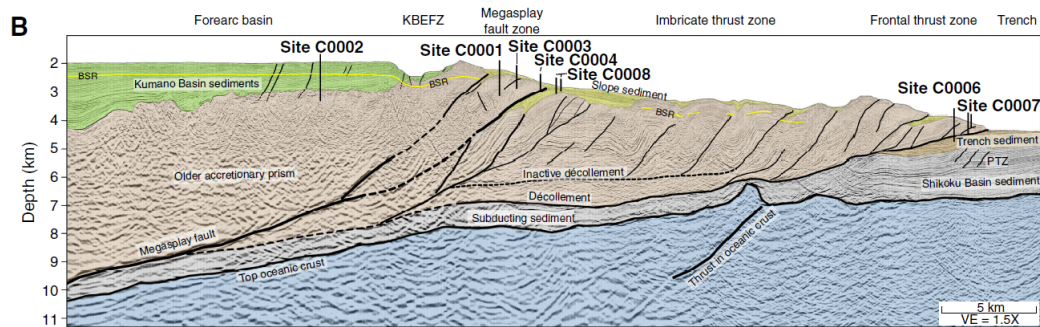 B
Forearc basin
KBEFZ
Megasplay
fault zone
Imbricate thrust zone
Frontal thrust zone
Trench
Site C0002
Site C0001
Site C0003
Site C0004
Site C0008
Site C0006
Site C0007
BSR
Kumano Basin sediments
BSR
Slope sediment
BSR
Trench sediment
PTZ
Shikoku Basin sediment
Older accretionary prism
Inactive décollement
Décollement
Subducting sediment
Megasplay fault
Top oceanic crust
Thrust in oceanic crust
Depth (km)
2
3
4
5
6
7
8
9
10
11
5 km
VE = 1.5X